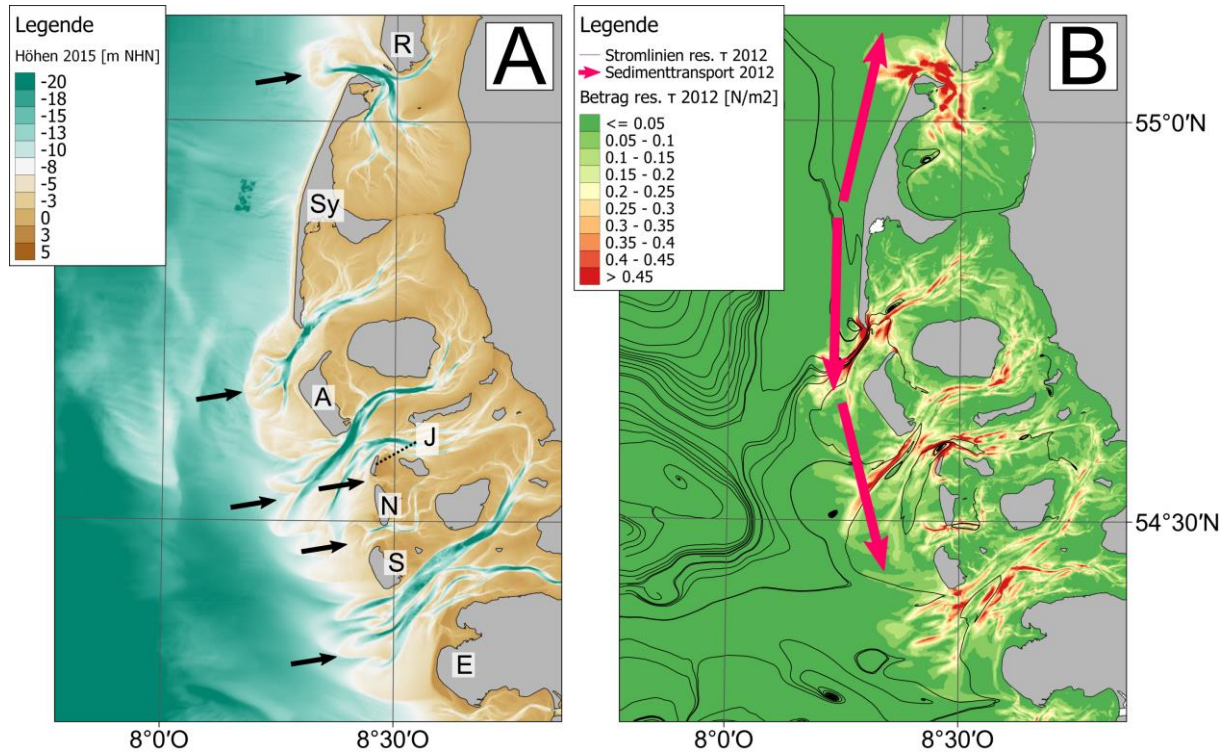 Legende
Höhen 2015 [m NHN]
-20
-18
-15
-13
-10
-8
-5
-3
0
3
5
A
R
Sy
A
J
N
S
E
8°0′O
8°30′O
Legende
Stromlinien res. τ 2012
Sedimenttransport 2012
Betrag res. τ 2012 [N/m2]
<= 0.05
0.05 - 0.1
0.1 - 0.15
0.15 - 0.2
0.2 - 0.25
0.25 - 0.3
0.3 - 0.35
0.35 - 0.4
0.4 - 0.45
> 0.45
B
55°0′N
54°30′N
8°0′O
8°30′O